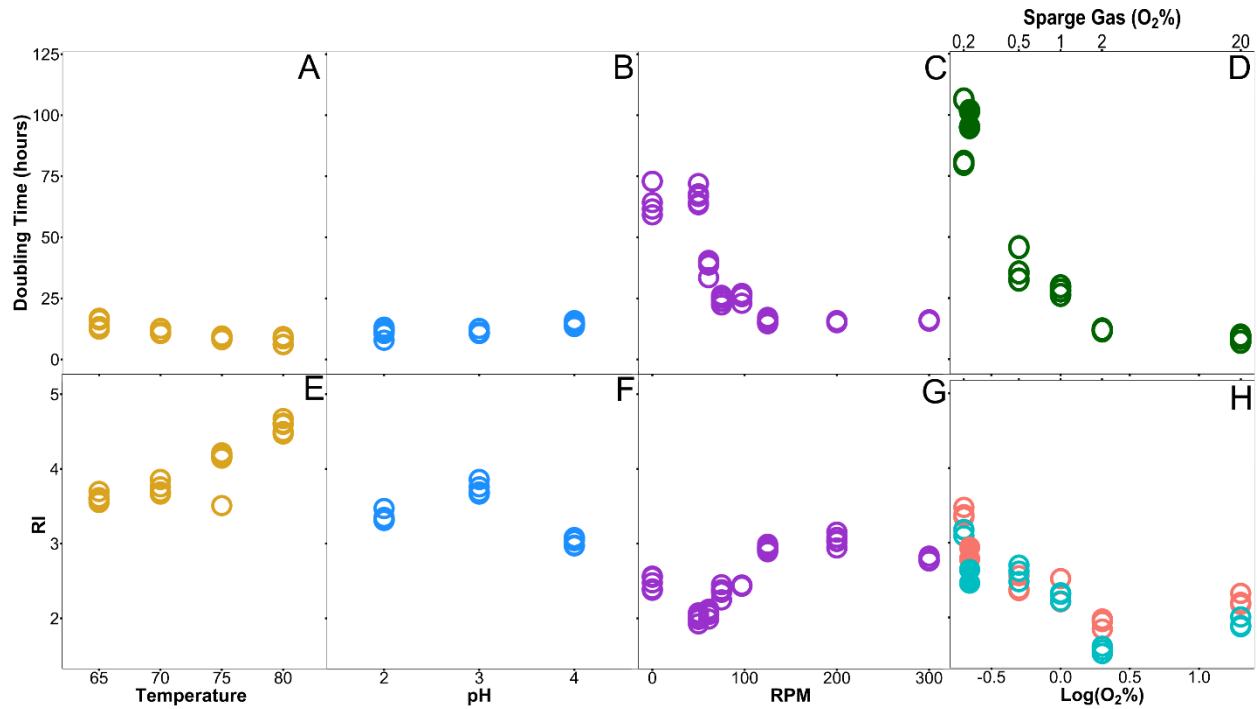 Sparge Gas (O₂%)
0.2 0.5 1 2 20
125 100 75 50 25 0
Doubling Time (hours)
A B C D
5 4 3 2
RI
E F G H
65 70 75 80 2 3 4 0 100 200 300 -0.5 0.0 0.5 1.0
Temperature pH RPM Log(O₂%)